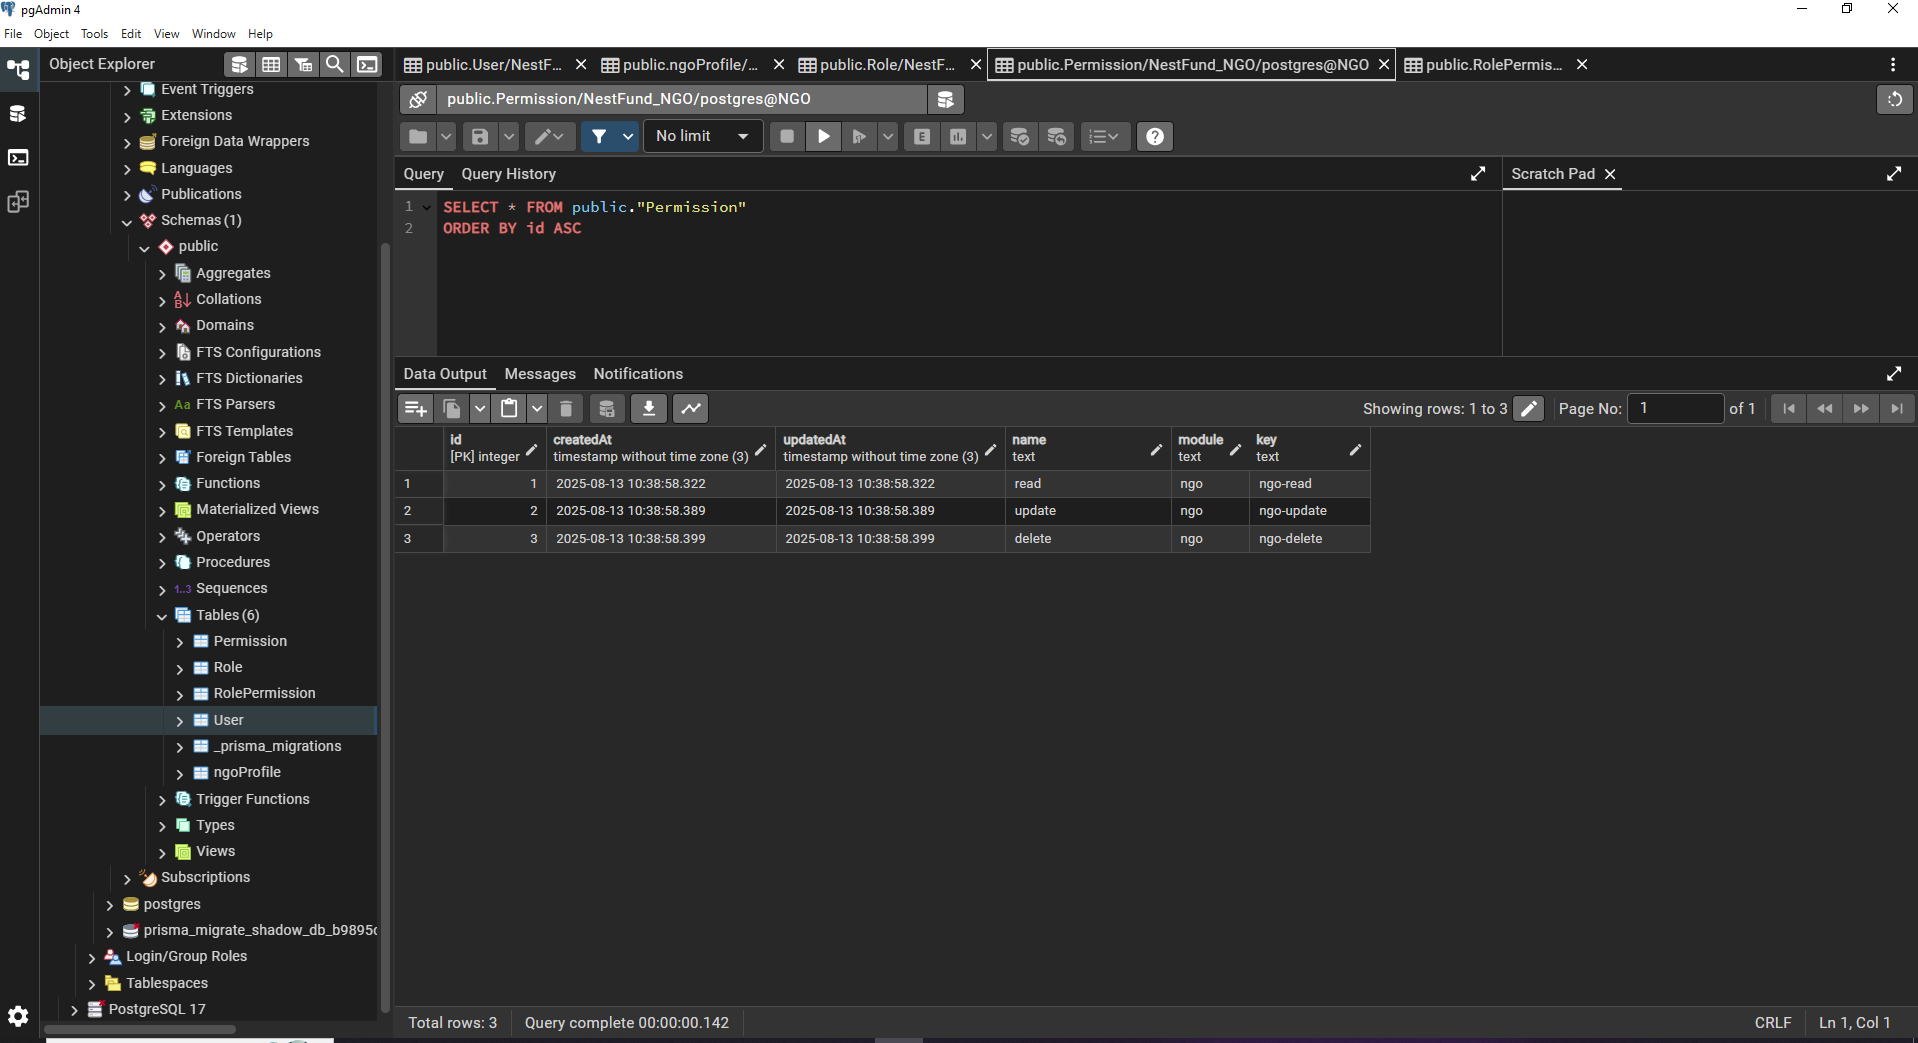 pgAdmin 4
File Object Tools Edit View Window Help
Object Explorer
public.User/NestF... public.ngoProfile/... public.Role/NestF... public.Permission/NestFund_NGO/postgres@NGO public.RolePermis...
public.Permission/NestFund_NGO/postgres@NGO
No limit
E
?
Query Query History
Scratch Pad
1 SELECT * FROM public."Permission"
2 ORDER BY id ASC
Event Triggers
Extensions
Foreign Data Wrappers
Languages
Publications
Schemas (1)
public
Aggregates
Collations
Domains
FTS Configurations
FTS Dictionaries
Aa FTS Parsers
FTS Templates
Foreign Tables
Functions
Materialized Views
Operators
Procedures
1..3 Sequences
Tables (6)
Permission
Role
RolePermission
User
_prisma_migrations
ngoProfile
Trigger Functions
Types
Views
Subscriptions
postgres
prisma_migrate_shadow_db_b9895
Login/Group Roles
Tablespaces
PostgreSQL 17
Data Output Messages Notifications
Showing rows: 1 to 3 Page No: 1 of 1
id createdAt updatedAt name module key
[PK] integer timestamp without time zone (3) timestamp without time zone (3) text text text
1 1 2025-08-13 10:38:58.322 2025-08-13 10:38:58.322 read ngo ngo-read
2 2 2025-08-13 10:38:58.389 2025-08-13 10:38:58.389 update ngo ngo-update
3 3 2025-08-13 10:38:58.399 2025-08-13 10:38:58.399 delete ngo ngo-delete
Total rows: 3 Query complete 00:00:00.142 CRLF Ln 1, Col 1